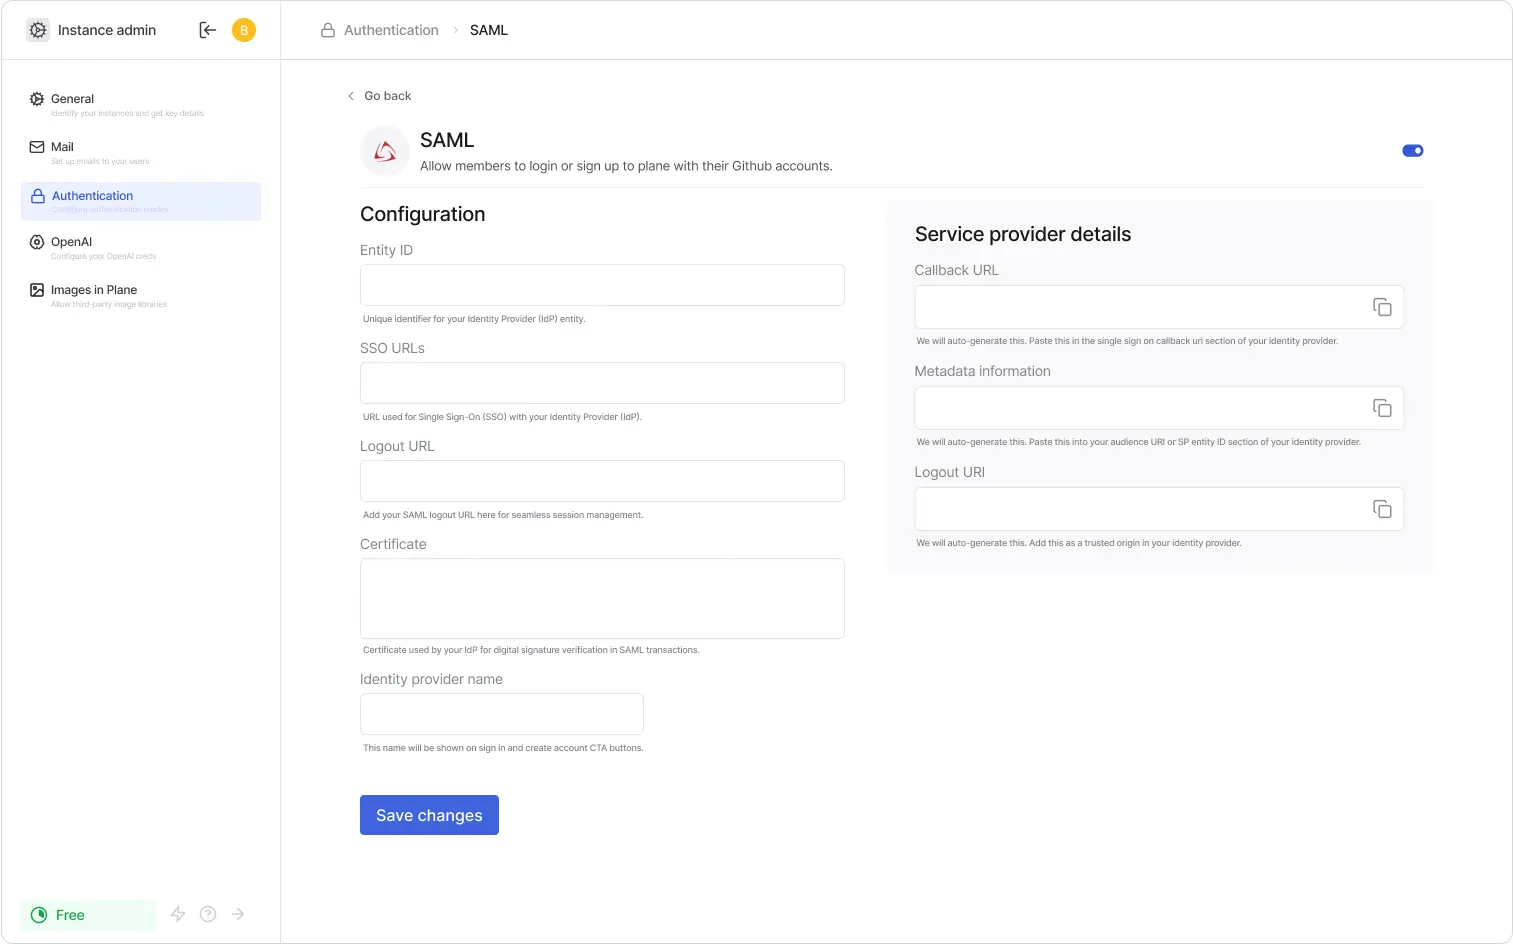 Instance admin
B
Authentication
SAML
General
Identify your instances and get key details
Mail
Set up emails to your users
Authentication
Configure authentication modes
OpenAI
Configure your OpenAI creds
Images in Plane
Allow third-party image libraries
Free
Go back
SAML
Allow members to login or sign up to plane with their Github accounts.
Configuration
Entity ID
Unique identifier for your Identity Provider (IdP) entity.
SSO URLs
URL used for Single Sign-On (SSO) with your Identity Provider (IdP).
Logout URL
Add your SAML logout URL here for seamless session management.
Certificate
Certificate used by your IdP for digital signature verification in SAML transactions.
Identity provider name
This name will be shown on sign in and create account CTA buttons.
Save changes
Service provider details
Callback URL
We will auto-generate this. Paste this in the single sign on callback url section of your identity provider.
Metadata information
We will auto-generate this. Paste this into your audience URI or SP entity ID section of your identity provider.
Logout URI
We will auto-generate this. Add this as a trusted origin in your identity provider.